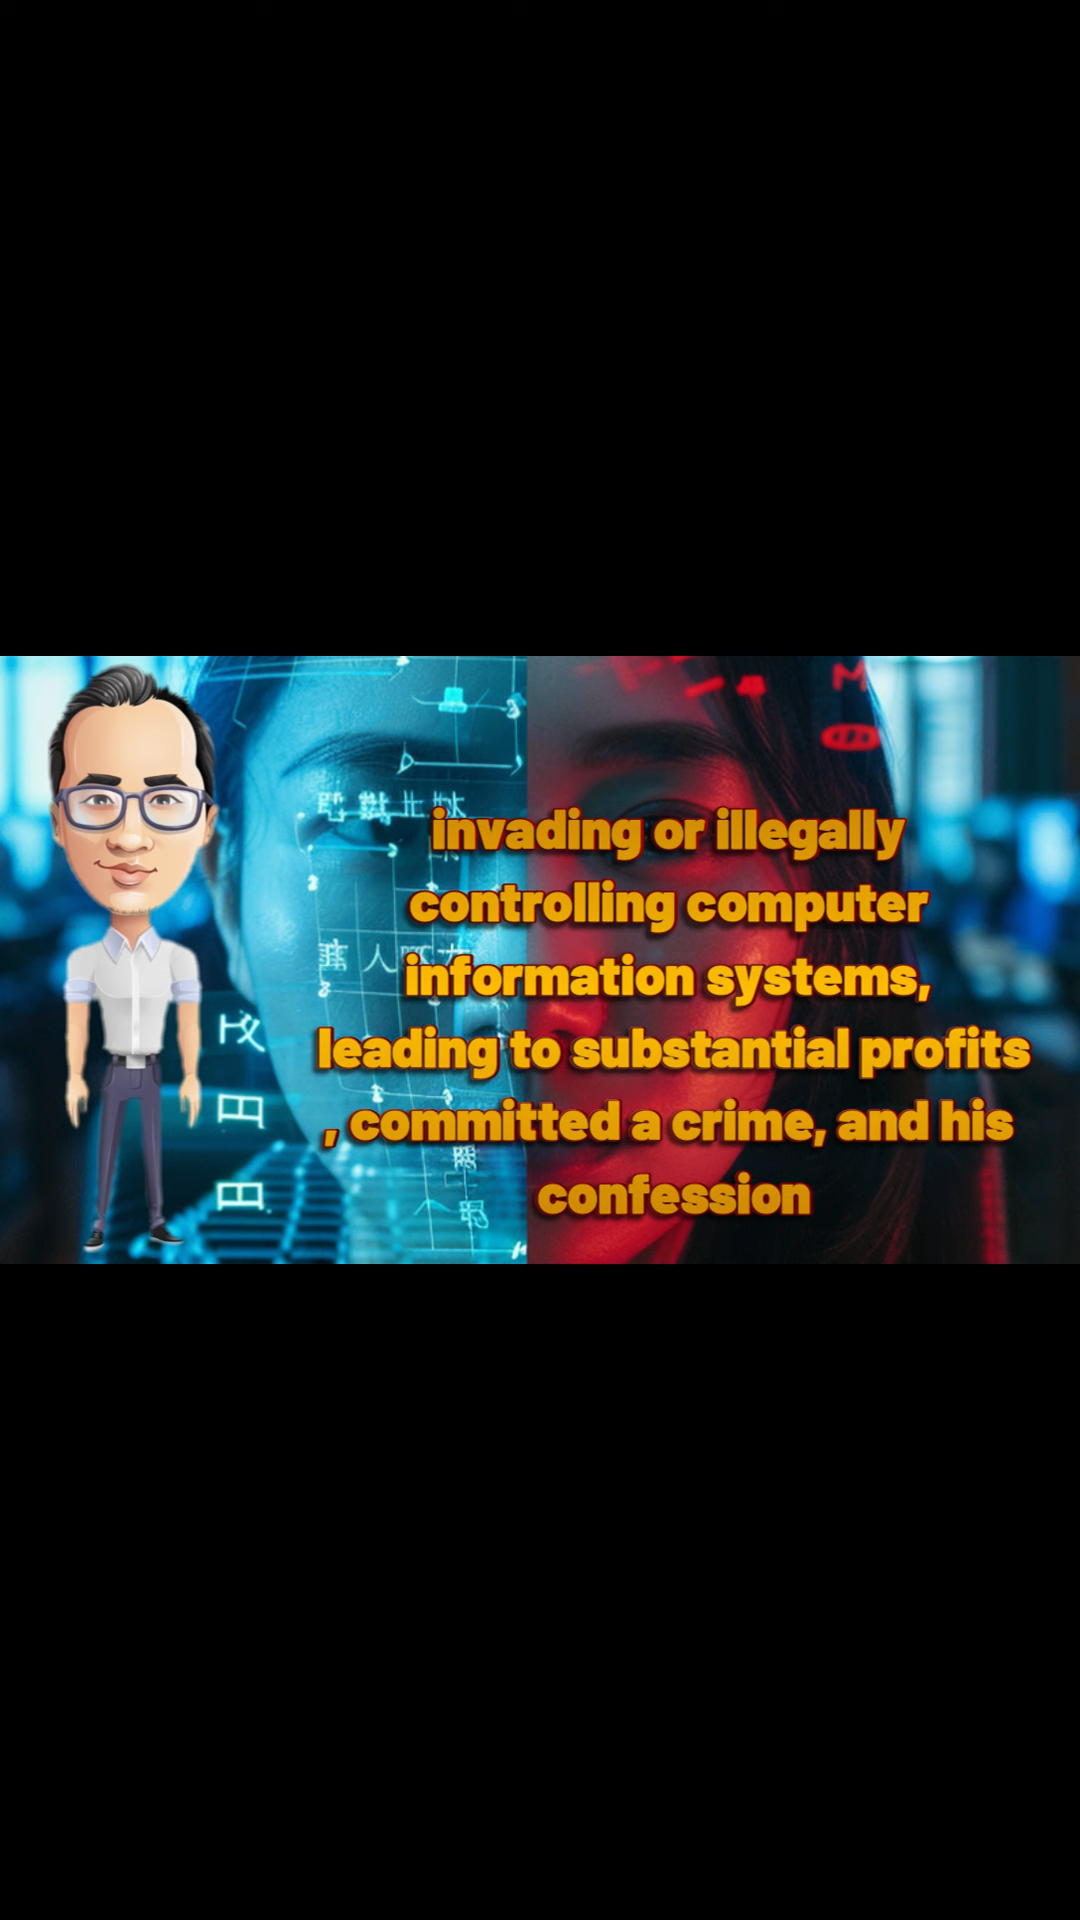 invading or illegally
controlling computer
information systems,
leading to substantial profits
, committed a crime, and his
confession